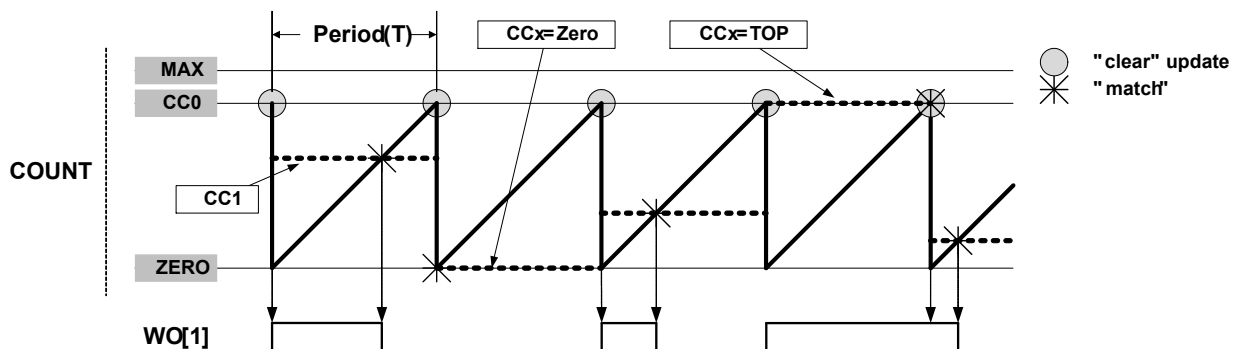 Period(T)
CCx=Zero
CCx=TOP
"clear" update
"match"
MAX
CC0
COUNT
CC1
ZERO
WO[1]